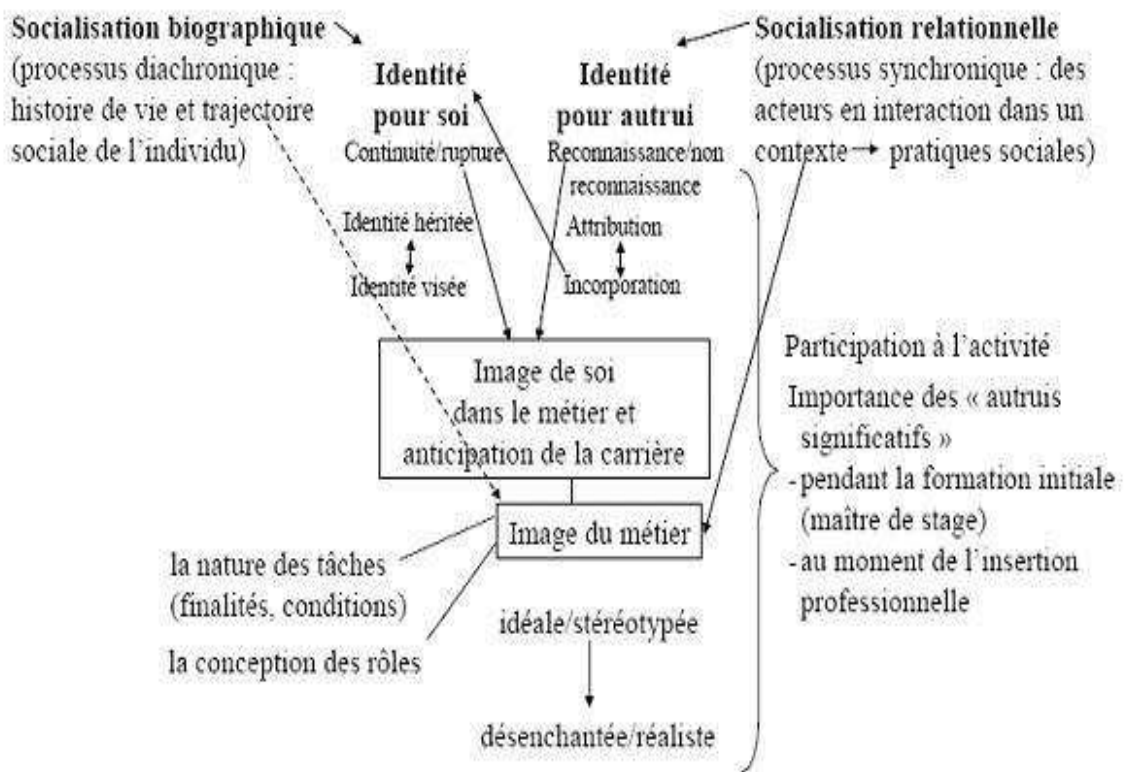 Socialisation biographique
(processus diachronique :
histoire de vie et trajectoire
sociale de l'individu)
Identité
pour soi
Continuité/rupture
Identité héritée
Identité visée
Identité
pour autrui
Reconnaissance/non
reconnaissance
Attribution
Incorporation
Socialisation relationnelle
(processus synchronique : des
acteurs en interaction dans un
contexte → pratiques sociales)
Image de soi
dans le métier et
anticipation de la carrière
Image du métier
la nature des tâches
(finalités, conditions)
la conception des rôles
idéale/stéréotypée
désenchantée/réaliste
Participation à l'activité
Importance des « autruis
significatifs »
- pendant la formation initiale
(maître de stage)
- au moment de l'insertion
professionnelle